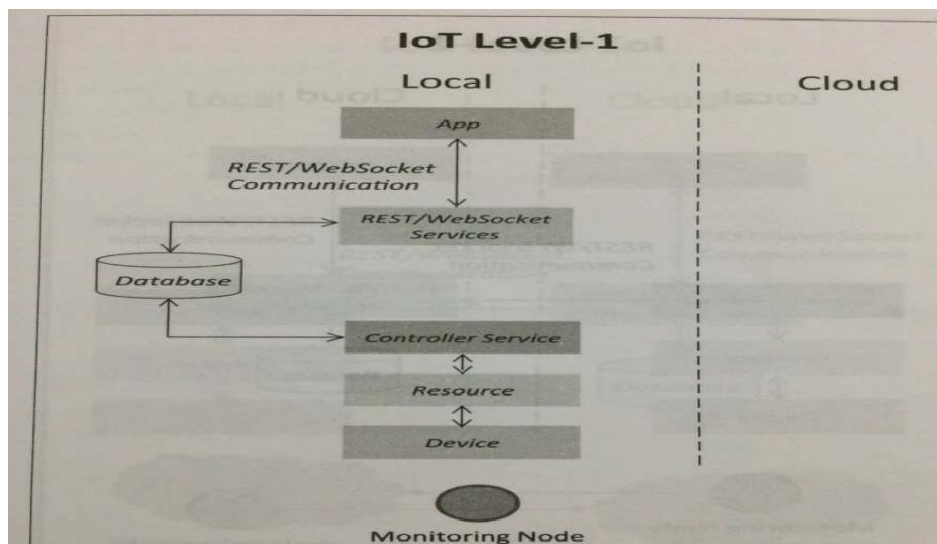 IoT Level-1
Local
Cloud
App
REST/WebSocket
Communication
REST/WebSocket
Services
Database
Controller Service
Resource
Device
Monitoring Node